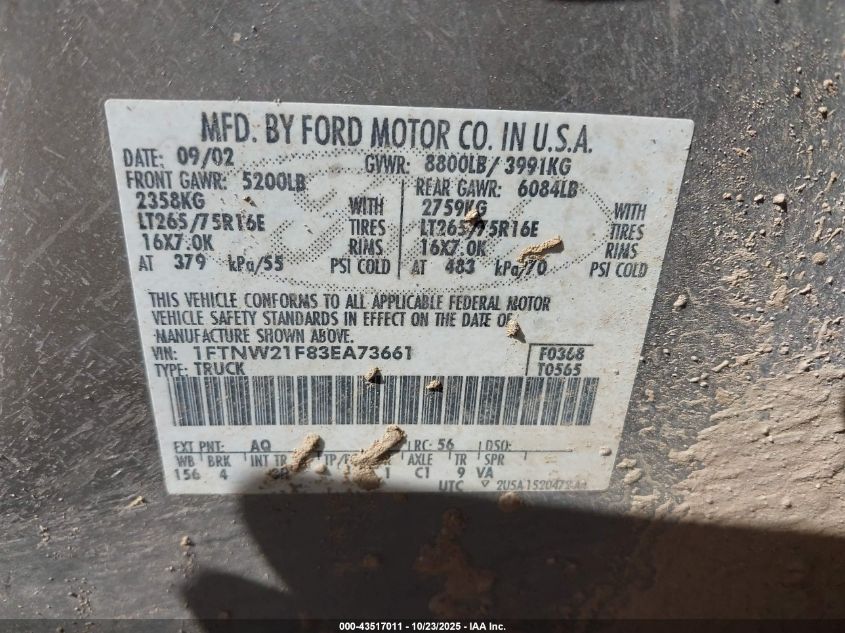 MFD. BY FORD MOTOR CO. IN U.S.A.
DATE: 09/02 GVWR: 8800LB/ 3991KG
FRONT GAWR: 5200LB REAR GAWR: 6084LB
2358KG WITH 2759KG WITH
LT265/75R16E TIRES LT265/75R16E TIRES
16X7.0K RIMS 16X7.0K RIMS
AT 379 kPa/55 PSI COLD AT 483 kPa/70 PSI COLD
THIS VEHICLE CONFORMS TO ALL APPLICABLE FEDERAL MOTOR
VEHICLE SAFETY STANDARDS IN EFFECT ON THE DATE OF
MANUFACTURE SHOWN ABOVE.
VIN: 1FTNW21F83EA73661 F0368
TYPE: TRUCK T0565
EXT PNT: AQ RC: 56 DSO:
WB BRK INT TR TP/ R AXLE TR SPR
156 4 1 C1 9 VA
UTC
000-43517011 - 10/23/2025 - IAA Inc.